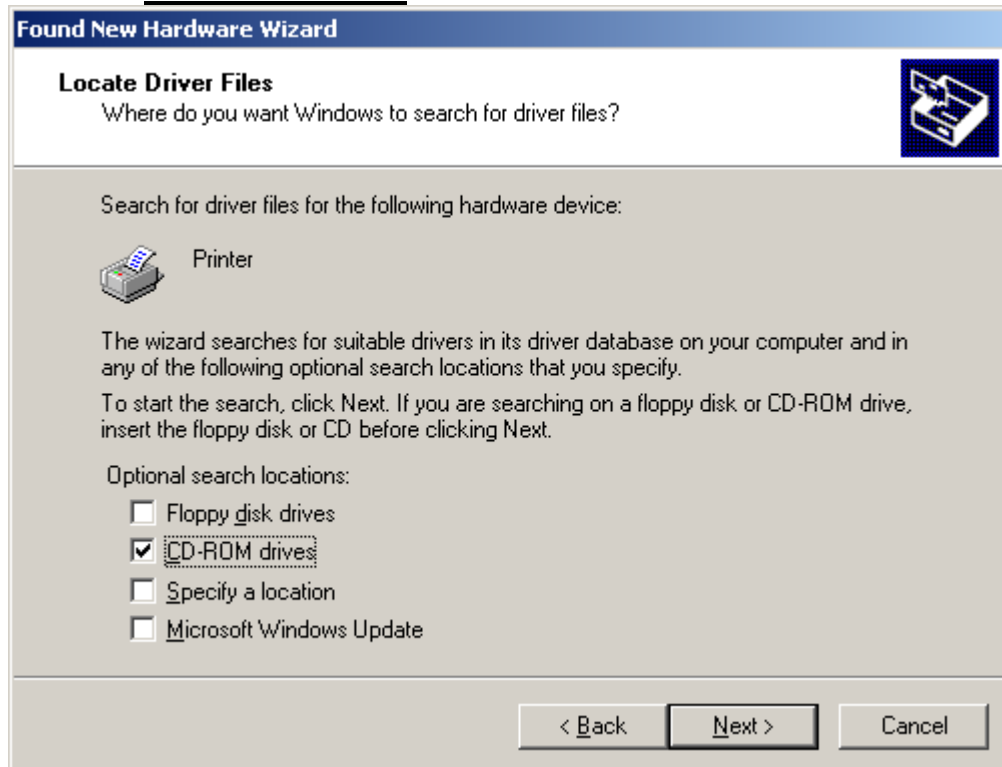 Found New Hardware Wizard
Locate Driver Files
Where do you want Windows to search for driver files?
Search for driver files for the following hardware device:
Printer
The wizard searches for suitable drivers in its driver database on your computer and in
any of the following optional search locations that you specify.
To start the search, click Next. If you are searching on a floppy disk or CD-ROM drive,
insert the floppy disk or CD before clicking Next.
Optional search locations:
Floppy disk drives
CD-ROM drives
Specify a location
Microsoft Windows Update
< Back Next > Cancel